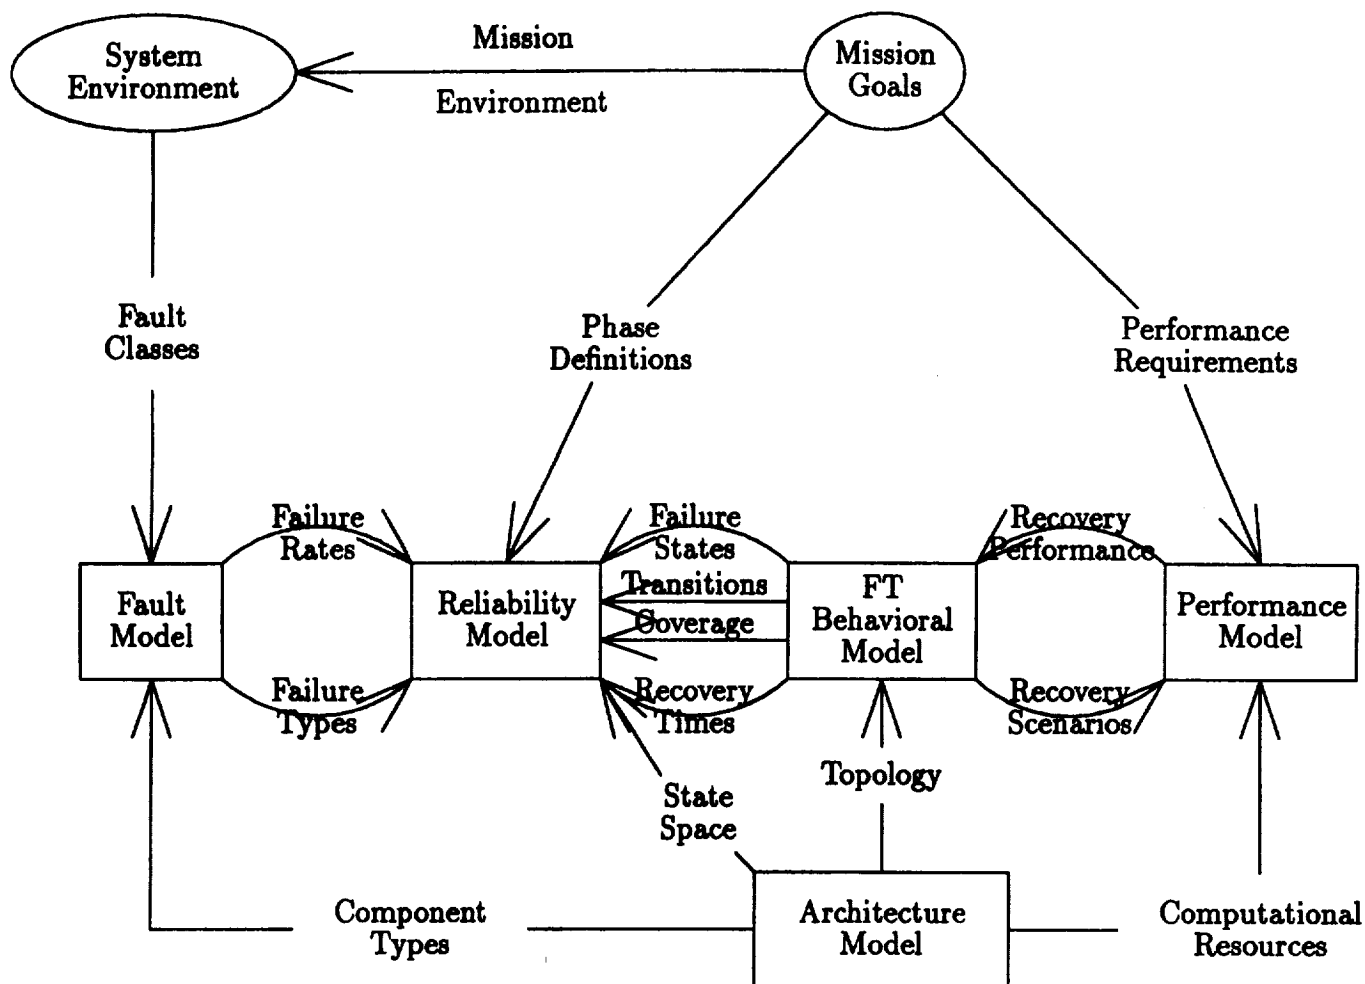 System
Environment
Mission
Environment
Mission
Goals
Fault
Classes
Phase
Definitions
Performance
Requirements
Failure
Rates
Failure
States
Recovery
Performance
Transitions
Coverage
Fault
Model
Reliability
Model
FT
Behavioral
Model
Performance
Model
Failure
Types
Recovery
Times
Recovery
Scenarios
State
Space
Topology
Component
Types
Architecture
Model
Computational
Resources